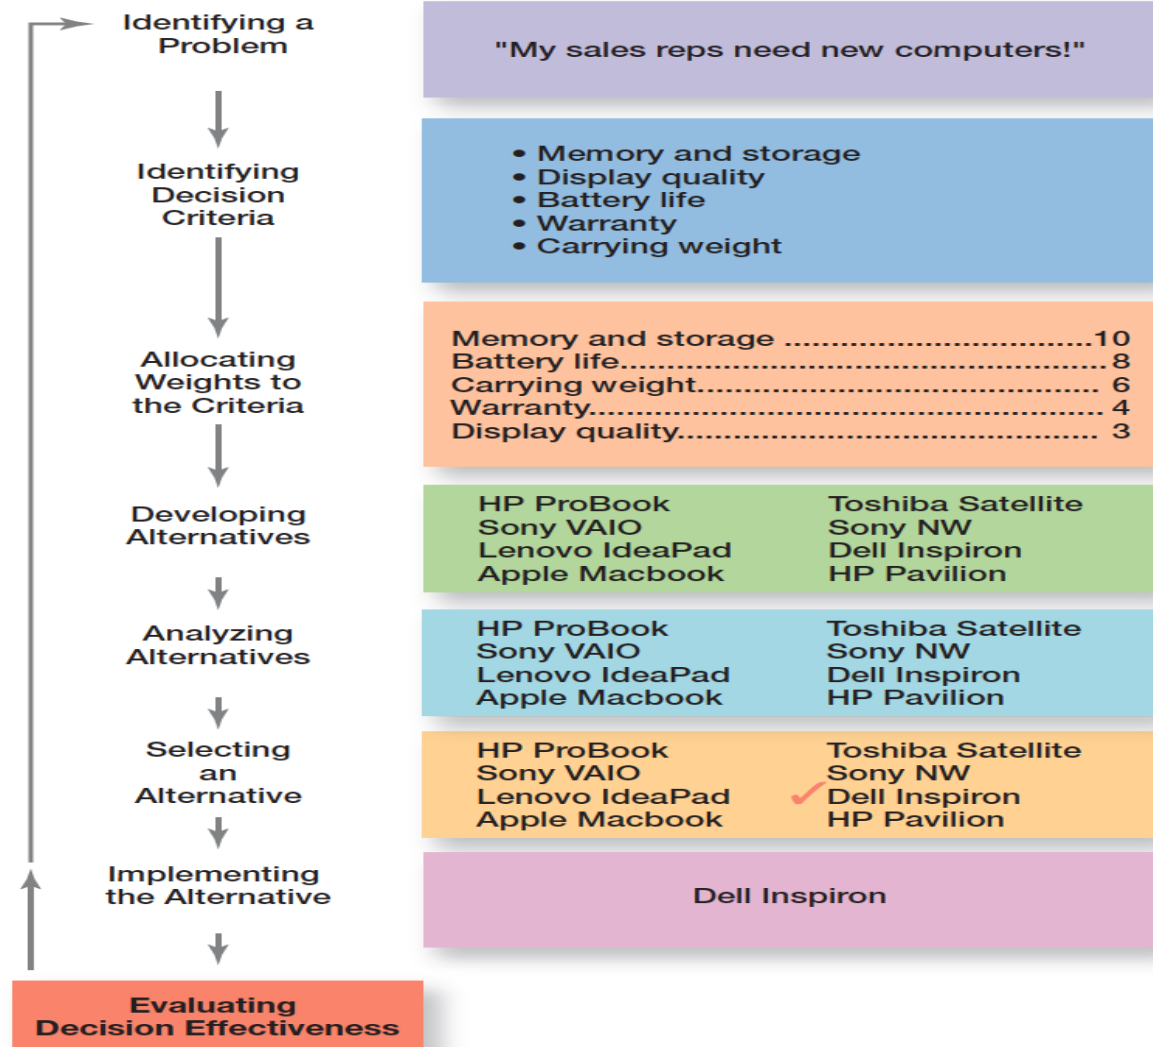 Identifying a
Problem
"My sales reps need new computers!"
Identifying
Decision
Criteria
• Memory and storage
• Display quality
• Battery life
• Warranty
• Carrying weight
Allocating
Weights to
the Criteria
Memory and storage .................................10
Battery life.................................................... 8
Carrying weight........................................... 6
Warranty....................................................... 4
Display quality............................................. 3
Developing
Alternatives
HP ProBook Toshiba Satellite
Sony VAIO Sony NW
Lenovo IdeaPad Dell Inspiron
Apple Macbook HP Pavilion
Analyzing
Alternatives
HP ProBook Toshiba Satellite
Sony VAIO Sony NW
Lenovo IdeaPad Dell Inspiron
Apple Macbook HP Pavilion
Selecting
an
Alternative
HP ProBook Toshiba Satellite
Sony VAIO Sony NW
Lenovo IdeaPad ✓ Dell Inspiron
Apple Macbook HP Pavilion
Implementing
the Alternative
Dell Inspiron
Evaluating
Decision Effectiveness